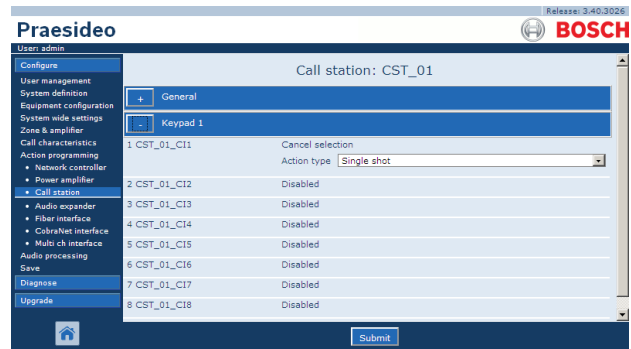 Release: 3.40.3026
Praesideo
BOSCH
User: admin
Configure
User management
System definition
Equipment configuration
System wide settings
Zone & amplifier
Call characteristics
Action programming
• Network controller
• Power amplifier
• Call station
• Audio expander
• Fiber interface
• CobraNet interface
• Multi ch interface
Audio processing
Save
Diagnose
Upgrade
Call station: CST_01
+ General
- Keypad 1
1 CST_01_CI1 Cancel selection
Action type Single shot
2 CST_01_CI2 Disabled
3 CST_01_CI3 Disabled
4 CST_01_CI4 Disabled
5 CST_01_CI5 Disabled
6 CST_01_CI6 Disabled
7 CST_01_CI7 Disabled
8 CST_01_CI8 Disabled
Submit